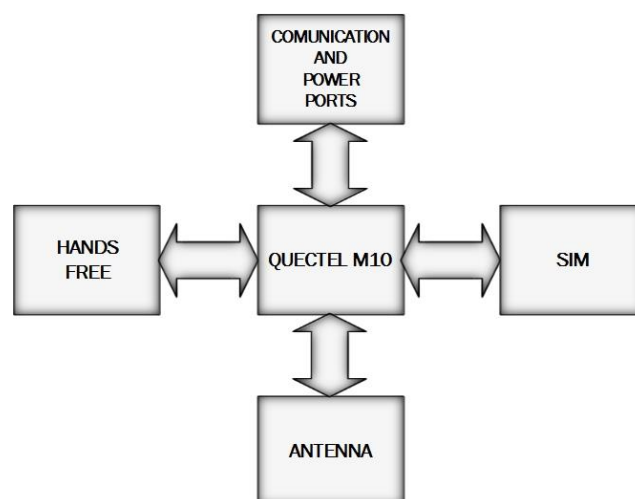 COMUNICATION
AND
POWER
PORTS
HANDS
FREE
QUECTEL M10
SIM
ANTENNA